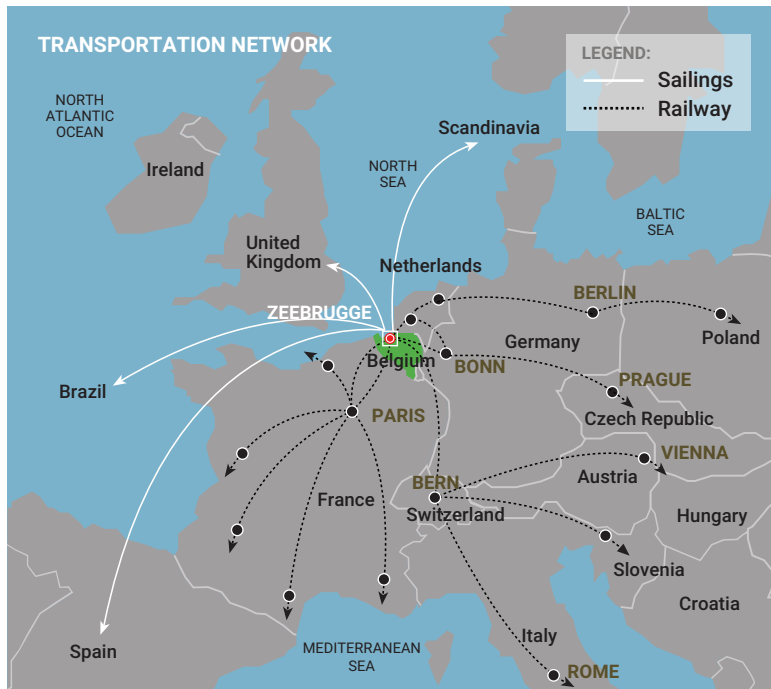 TRANSPORTATION NETWORK
LEGEND:
Sailings
Railway
NORTH
ATLANTIC
OCEAN
Scandinavia
Ireland
NORTH
SEA
BALTIC
SEA
United
Kingdom
Netherlands
ZEEBRUGGE
BERLIN
Poland
Germany
Belgium
BONN
Brazil
PRAGUE
Czech Republic
PARIS
VIENNA
Austria
BERN
Switzerland
France
Hungary
Slovenia
Croatia
Italy
Spain
MEDITERRANEAN
SEA
ROME